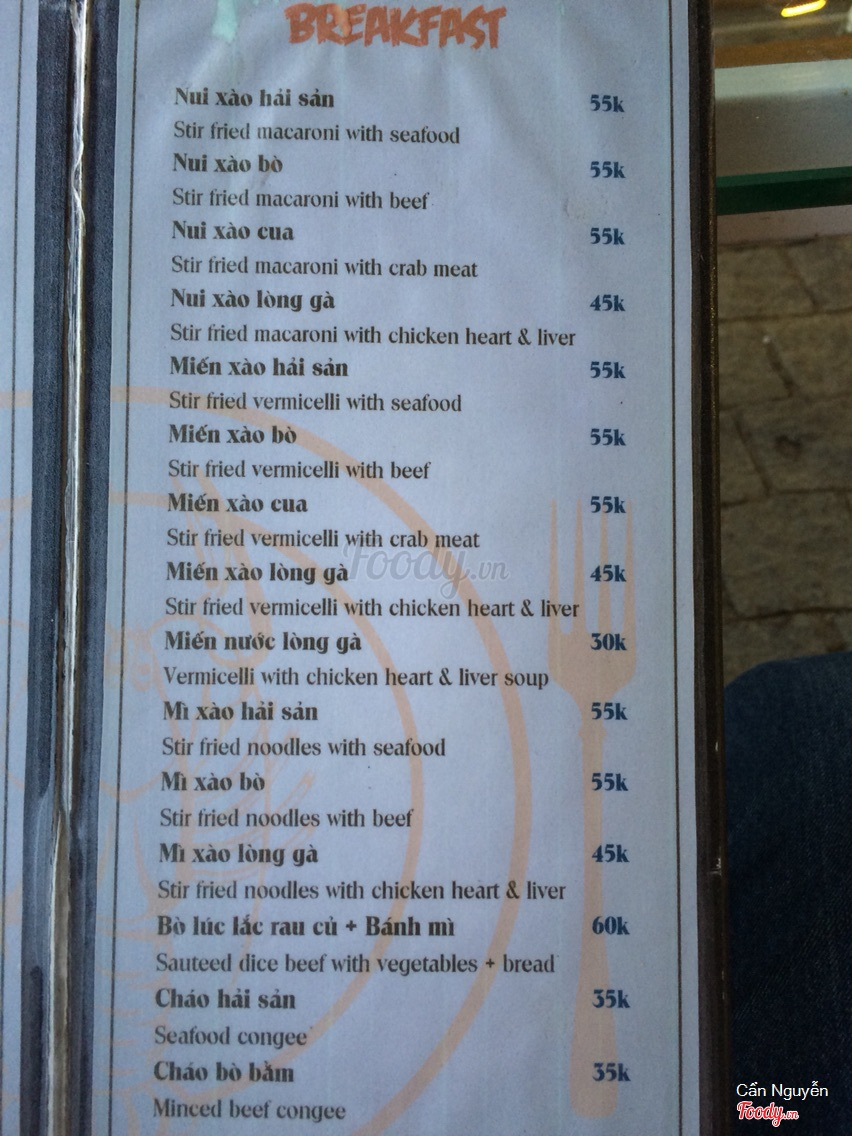 BREAKFAST
Nui xào hải sản 55k
Stir fried macaroni with seafood
Nui xào bò 55k
Stir fried macaroni with beef
Nui xào cua 55k
Stir fried macaroni with crab meat
Nui xào lòng gà 45k
Stir fried macaroni with chicken heart & liver
Miến xào hải sản 55k
Stir fried vermicelli with seafood
Miến xào bò 55k
Stir fried vermicelli with beef
Miến xào cua 55k
Stir fried vermicelli with crab meat
Foody.vn
Miến xào lòng gà 45k
Stir fried vermicelli with chicken heart & liver
Miến nước lòng gà 30k
Vermicelli with chicken heart & liver soup
Mì xào hải sản 55k
Stir fried noodles with seafood
Mì xào bò 55k
Stir fried noodles with beef
Mì xào lòng gà 45k
Stir fried noodles with chicken heart & liver
Bò lúc lắc rau củ + Bánh mì 60k
Sauteed dice beef with vegetables + bread
Cháo hải sản 35k
Seafood congee
Cháo bò bằm 35k
Minced beef congee
Cẩn Nguyễn
Foody.vn